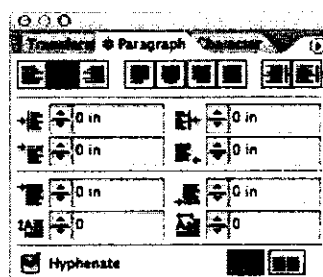 Transform Paragraph Character
0 in 0 in
0 in 0 in
0 in 0 in
0 0
Hyphenate